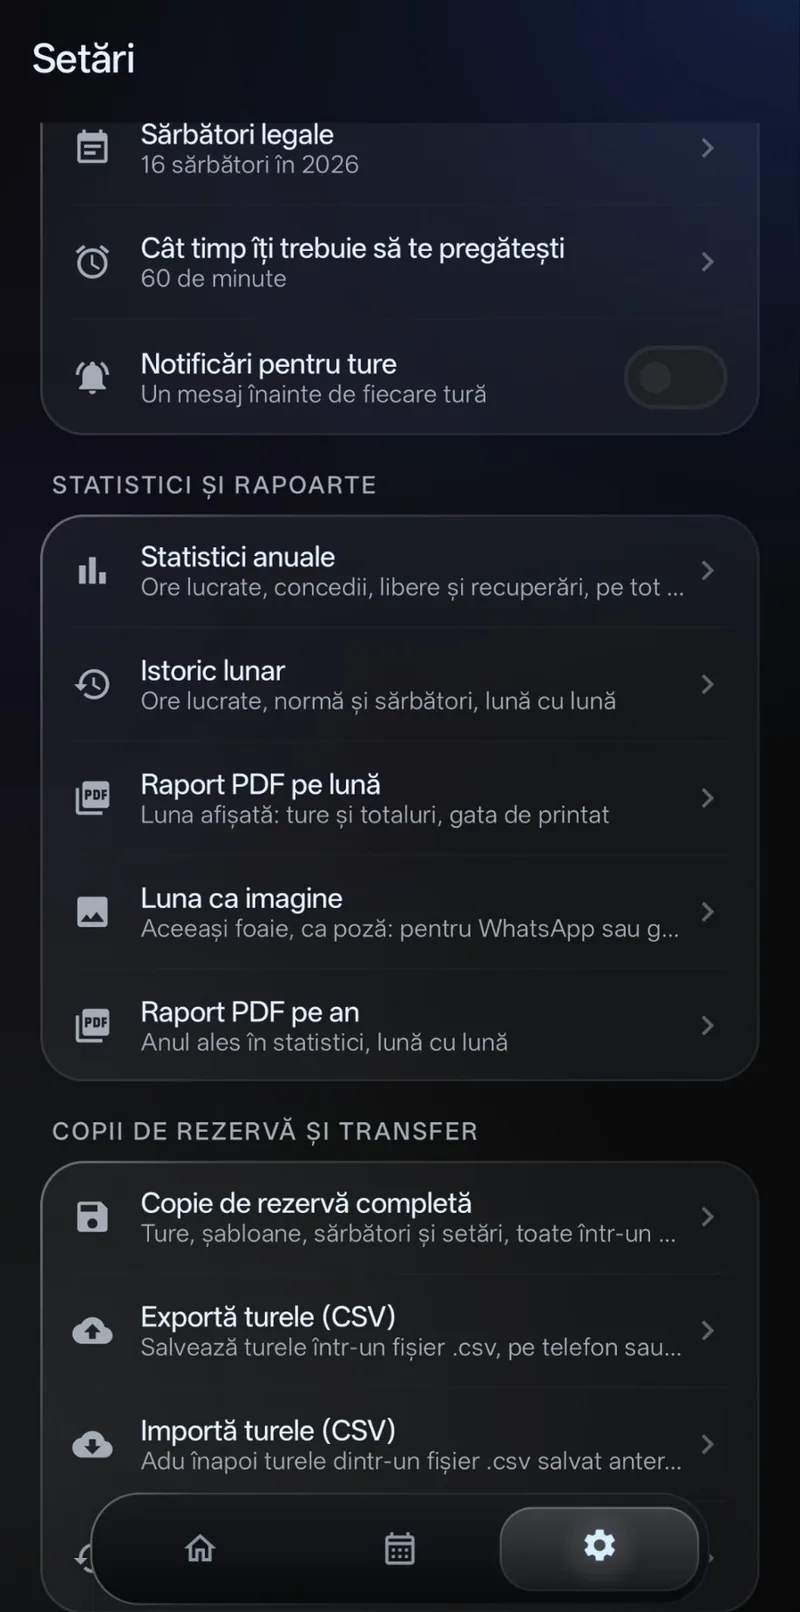 Setări
Sărbători legale
16 sărbători în 2026
Cât timp îți trebuie să te pregătești
60 de minute
Notificări pentru ture
Un mesaj înainte de fiecare tură
STATISTICI ȘI RAPOARTE
Statistici anuale
Ore lucrate, concedii, libere și recuperări, pe tot ...
Istoric lunar
Ore lucrate, normă și sărbători, lună cu lună
PDF
Raport PDF pe lună
Luna afișată: ture și totaluri, gata de printat
Luna ca imagine
Aceeași foaie, ca poză: pentru WhatsApp sau g...
PDF
Raport PDF pe an
Anul ales în statistici, lună cu lună
COPII DE REZERVĂ ȘI TRANSFER
Copie de rezervă completă
Ture, șabloane, sărbători și setări, toate într-un ...
Exportă turele (CSV)
Salvează turele într-un fișier .csv, pe telefon sau...
Importă turele (CSV)
Adu înapoi turele dintr-un fișier .csv salvat anter...